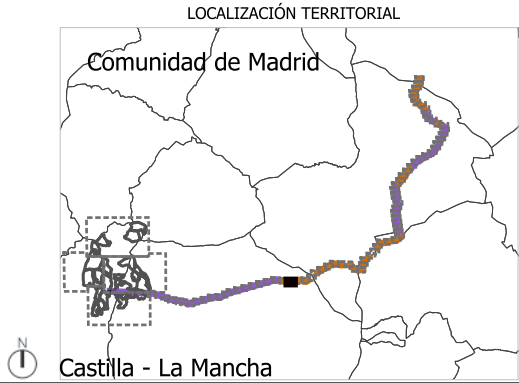 LOCALIZACIÓN TERRITORIAL
Comunidad de Madrid
N
Castilla - La Mancha